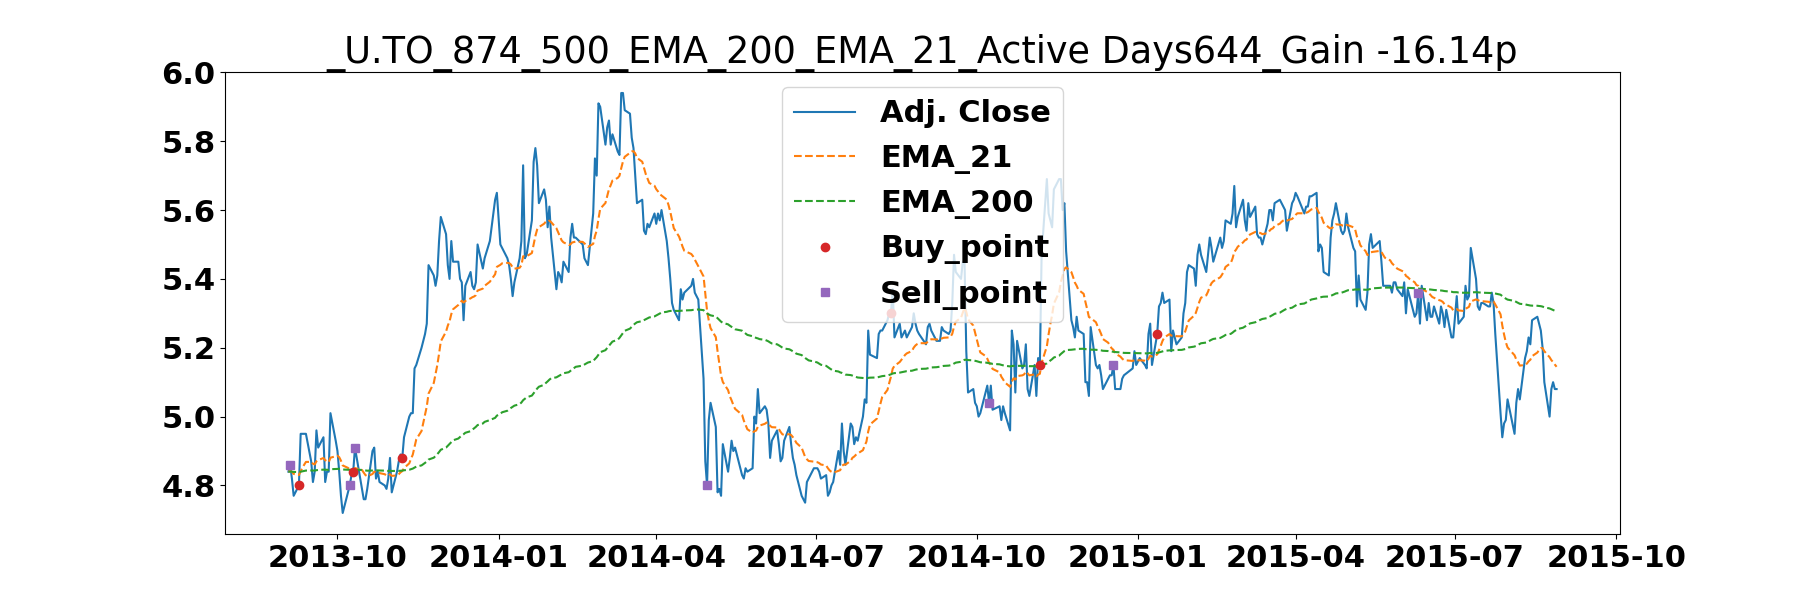 _U.TO_874_500_EMA_200_EMA_21_Active Days644_Gain -16.14p
6.0
5.8
5.6
5.4
5.2
5.0
4.8
Adj. Close
EMA_21
EMA_200
Buy_point
Sell_point
2013-10 2014-01 2014-04 2014-07 2014-10 2015-01 2015-04 2015-07 2015-10